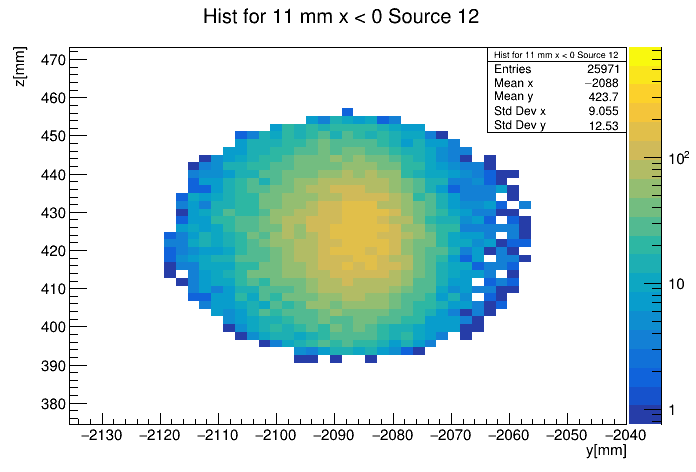 Hist for 11 mm x < 0 Source 12
z[mm]
Hist for 11 mm x < 0 Source 12
Entries 25971
Mean x −2088
Mean y 423.7
Std Dev x 9.055
Std Dev y 12.53
470
460
450
440
430
420
410
400
390
380
10²
10
1
−2130 −2120 −2110 −2100 −2090 −2080 −2070 −2060 −2050 −2040
y[mm]